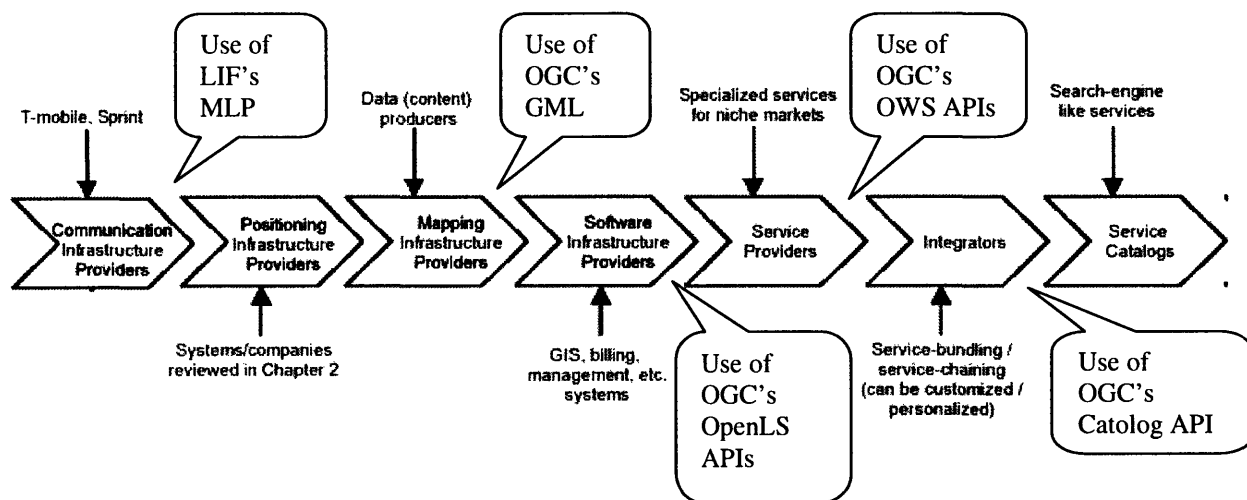 Use of
LIF's
MLP
Use of
OGC's
GML
Use of
OGC's
OWS APIs
T-mobile, Sprint
Data (content)
producers
Specialized services
for niche markets
Search-engine
like services
Communication
Infrastructure
Providers
Positioning
Infrastructure
Providers
Mapping
Infrastructure
Providers
Software
Infrastructure
Providers
Service
Providers
Integrators
Service
Catalogs
Systems/companies
reviewed in Chapter 2
GIS, billing,
management, etc.
systems
Use of
OGC's
OpenLS
APIs
Service-bundling /
service-chaining
(can be customized /
personalized)
Use of
OGC's
Catolog API